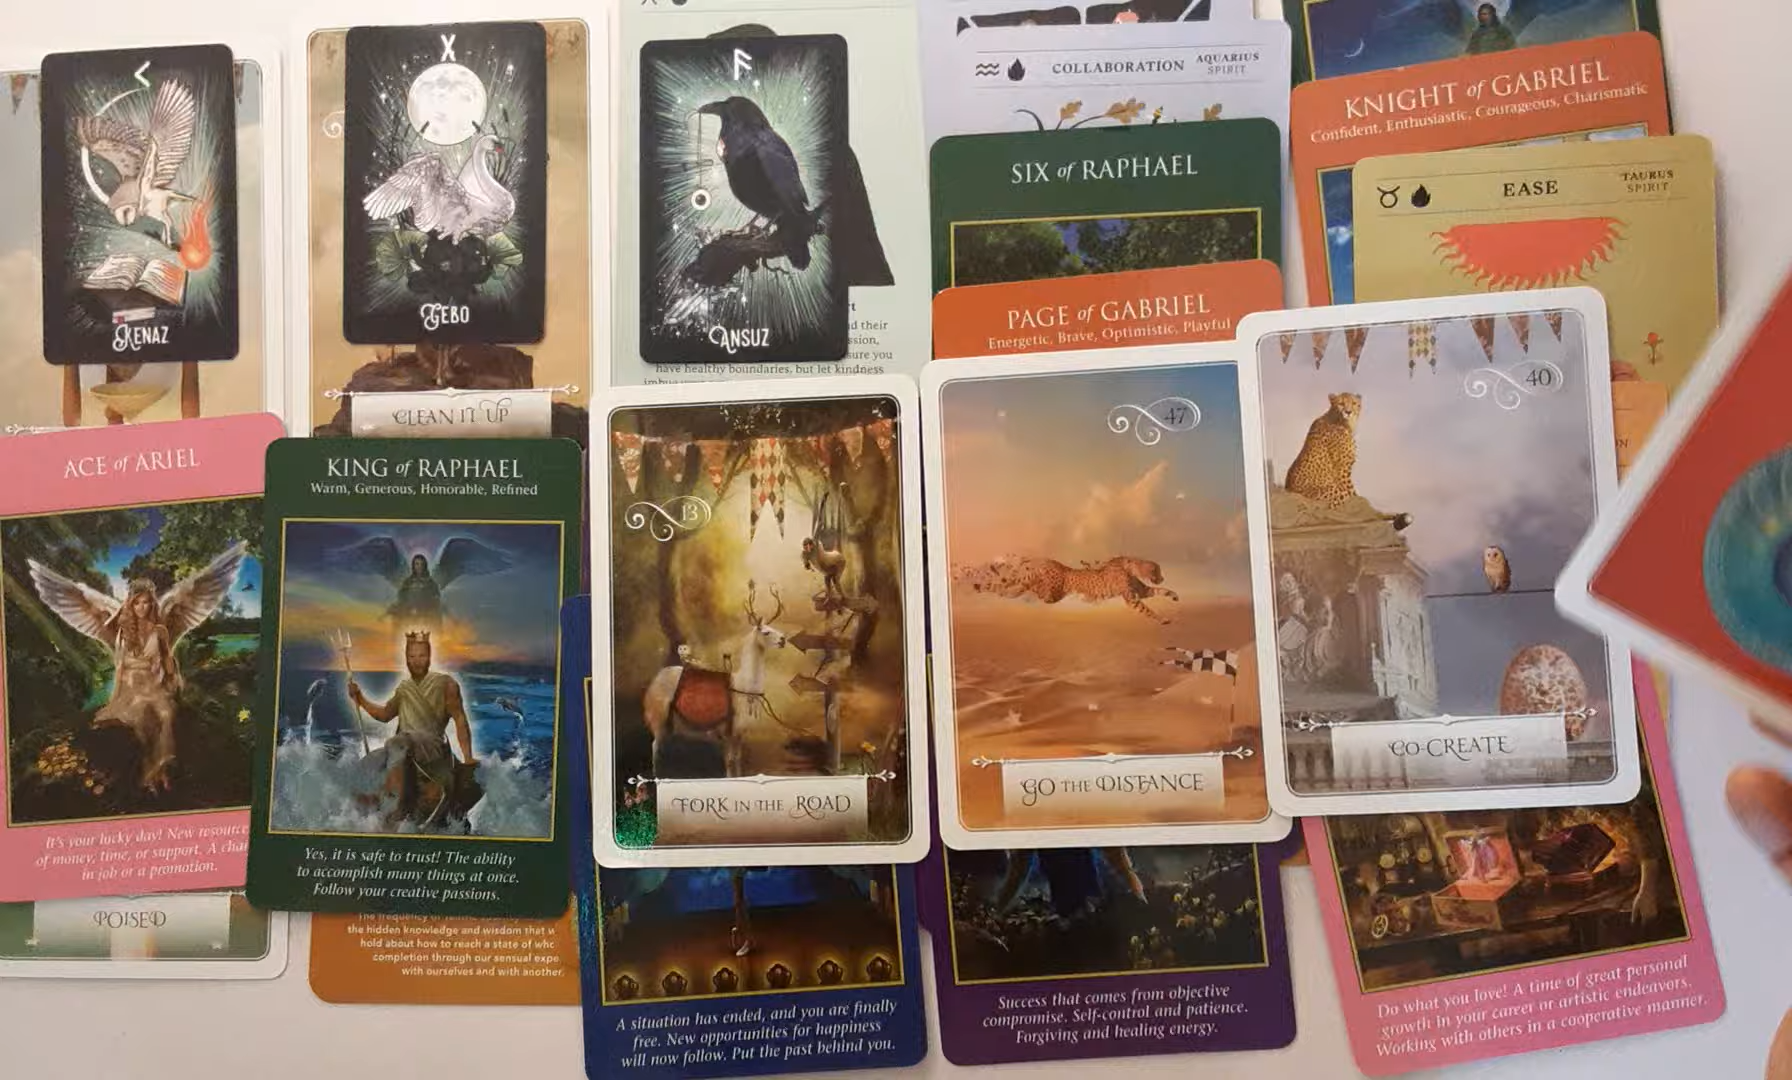 KENAZ
X
GEBO
CLEAN IT UP
ANSUZ
have healthy boundaries, but let kindness
COLLABORATION
AQUARIUS
SPIRIT
SIX of RAPHAEL
PAGE of GABRIEL
Energetic, Brave, Optimistic, Playful
KNIGHT of GABRIEL
Confident, Enthusiastic, Courageous, Charismatic
EASE
TAURUS
SPIRIT
ACE of ARIEL
It's your lucky day! New resource
of money, time, or support. A cha
in job or a promotion.
POISED
KING of RAPHAEL
Warm, Generous, Honorable, Refined
Yes, it is safe to trust! The ability
to accomplish many things at once.
Follow your creative passions.
the hidden knowledge and wisdom that w
hold about how to reach a state of who
completion through our sensual expe
with ourselves and with another.
13
FORK IN THE ROAD
A situation has ended, and you are finally
free. New opportunities for happiness
will now follow. Put the past behind you.
47
GO THE DISTANCE
Success that comes from objective
compromise. Self-control and patience.
Forgiving and healing energy.
40
CO-CREATE
Do what you love! A time of great personal
growth in your career or artistic endeavors.
Working with others in a cooperative manner.